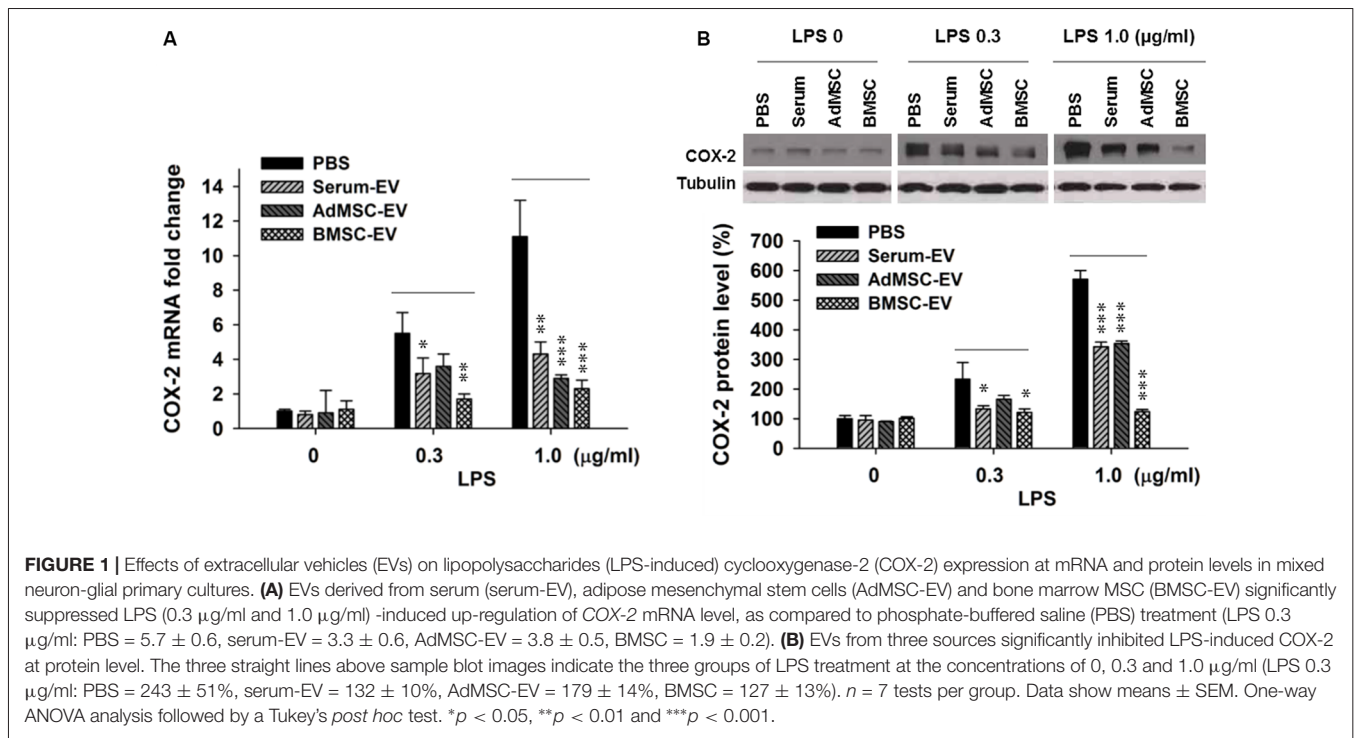 A
PBS
Serum-EV
AdMSC-EV
BMSC-EV
COX-2 mRNA fold change
14
12
10
8
6
4
2
0
*
**
**
***
***
0 0.3 1.0 (μg/ml)
LPS
B
LPS 0 LPS 0.3 LPS 1.0 (μg/ml)
PBS Serum AdMSC BMSC PBS Serum AdMSC BMSC PBS Serum AdMSC BMSC
COX-2
Tubulin
COX-2 protein level (%)
700
600
500
400
300
200
100
0
PBS
Serum-EV
AdMSC-EV
BMSC-EV
*
*
***
***
***
0 0.3 1.0 (μg/ml)
LPS
FIGURE 1 | Effects of extracellular vehicles (EVs) on lipopolysaccharides (LPS-induced) cyclooxygenase-2 (COX-2) expression at mRNA and protein levels in mixed
neuron-glial primary cultures. (A) EVs derived from serum (serum-EV), adipose mesenchymal stem cells (AdMSC-EV) and bone marrow MSC (BMSC-EV) significantly
suppressed LPS (0.3 μg/ml and 1.0 μg/ml) -induced up-regulation of COX-2 mRNA level, as compared to phosphate-buffered saline (PBS) treatment (LPS 0.3
μg/ml: PBS = 5.7 ± 0.6, serum-EV = 3.3 ± 0.6, AdMSC-EV = 3.8 ± 0.5, BMSC = 1.9 ± 0.2). (B) EVs from three sources significantly inhibited LPS-induced COX-2
at protein level. The three straight lines above sample blot images indicate the three groups of LPS treatment at the concentrations of 0, 0.3 and 1.0 μg/ml (LPS 0.3
μg/ml: PBS = 243 ± 51%, serum-EV = 132 ± 10%, AdMSC-EV = 179 ± 14%, BMSC = 127 ± 13%). n = 7 tests per group. Data show means ± SEM. One-way
ANOVA analysis followed by a Tukey's post hoc test. *p < 0.05, **p < 0.01 and ***p < 0.001.